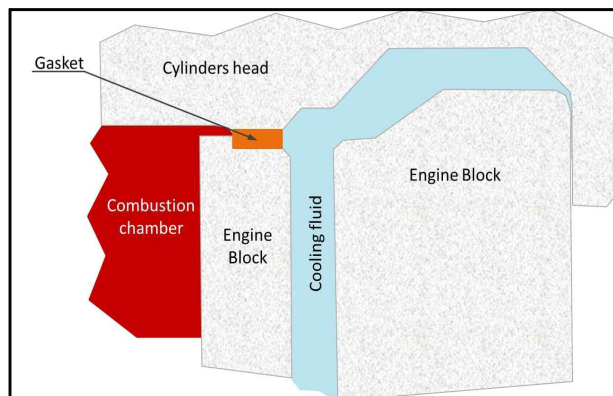 Gasket
Cylinders head
Combustion
chamber
Engine
Block
Cooling fluid
Engine Block